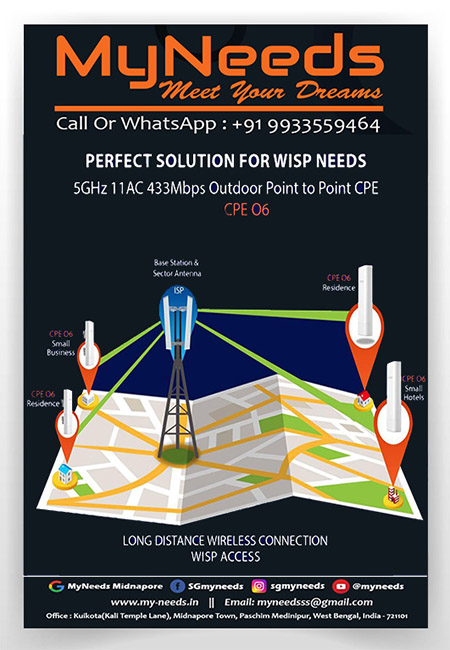 MyNeeds
Meet Your Dreams
Call Or WhatsApp : +91 9933559464
PERFECT SOLUTION FOR WISP NEEDS
5GHz 11AC 433Mbps Outdoor Point to Point CPE
CPE O6
Base Station &
Sector Antenna
ISP
CPE O6
Residence
CPE O6
Small
Business
CPE O6
Residence
CPE O6
Small
Hotels
LONG DISTANCE WIRELESS CONNECTION
WISP ACCESS
MyNeeds Midnapore SGmyneeds sgmyneeds @myneeds
www.my-needs.in || Email: myneedsss@gmail.com
Office : Kuikota(Kali Temple Lane), Midnapore Town, Paschim Medinipur, West Bengal, India - 721101